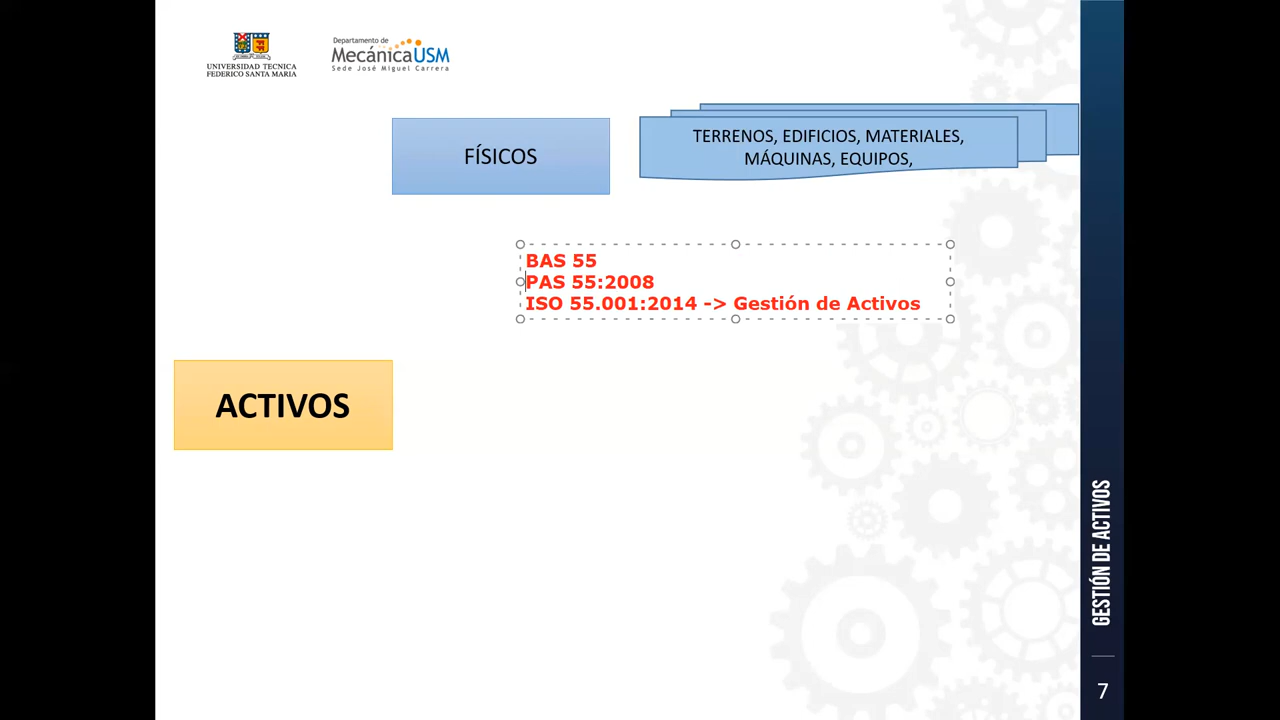 UNIVERSIDAD TECNICA
FEDERICO SANTA MARIA
Departamento de
MecánicaUSM
Sede José Miguel Carrera
FÍSICOS
TERRENOS, EDIFICIOS, MATERIALES,
MÁQUINAS, EQUIPOS,
BAS 55
PAS 55:2008
ISO 55.001:2014 -> Gestión de Activos
ACTIVOS
GESTIÓN DE ACTIVOS
7